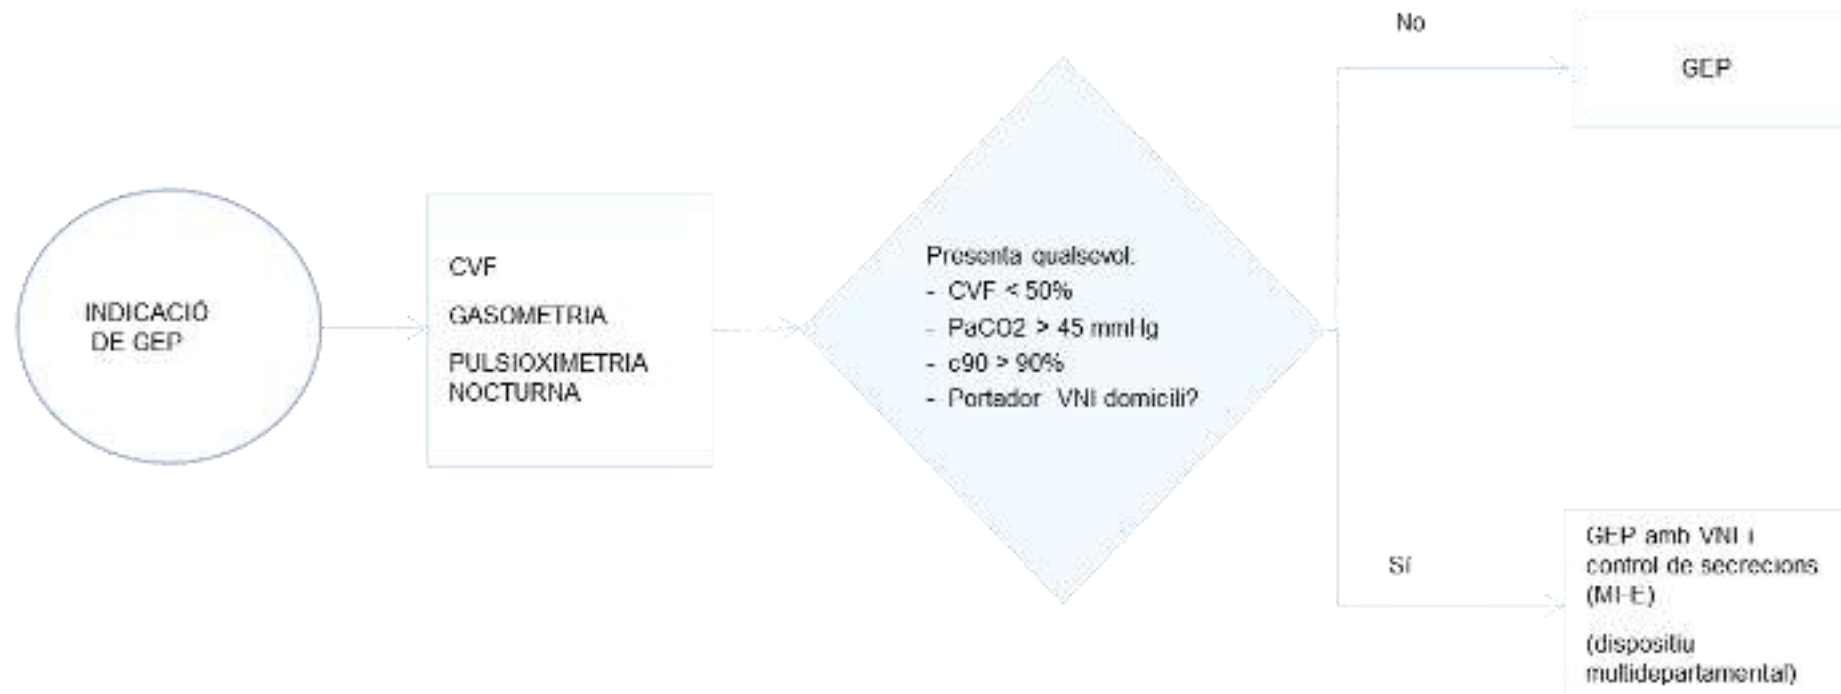 INDICACIÓ
DE GEP
CVF
GASOMETRIA
PULSIOXIMETRIA
NOCTURNA
Presenta qualsevol:
- CVF < 50%
- PaCO2 > 45 mmHg
- c90 > 90%
- Portador VNI domicili?
No
GEP
Sí
GEP amb VNI i
control de secrecions
(MI-E)
(dispositiu
multidepartamental)